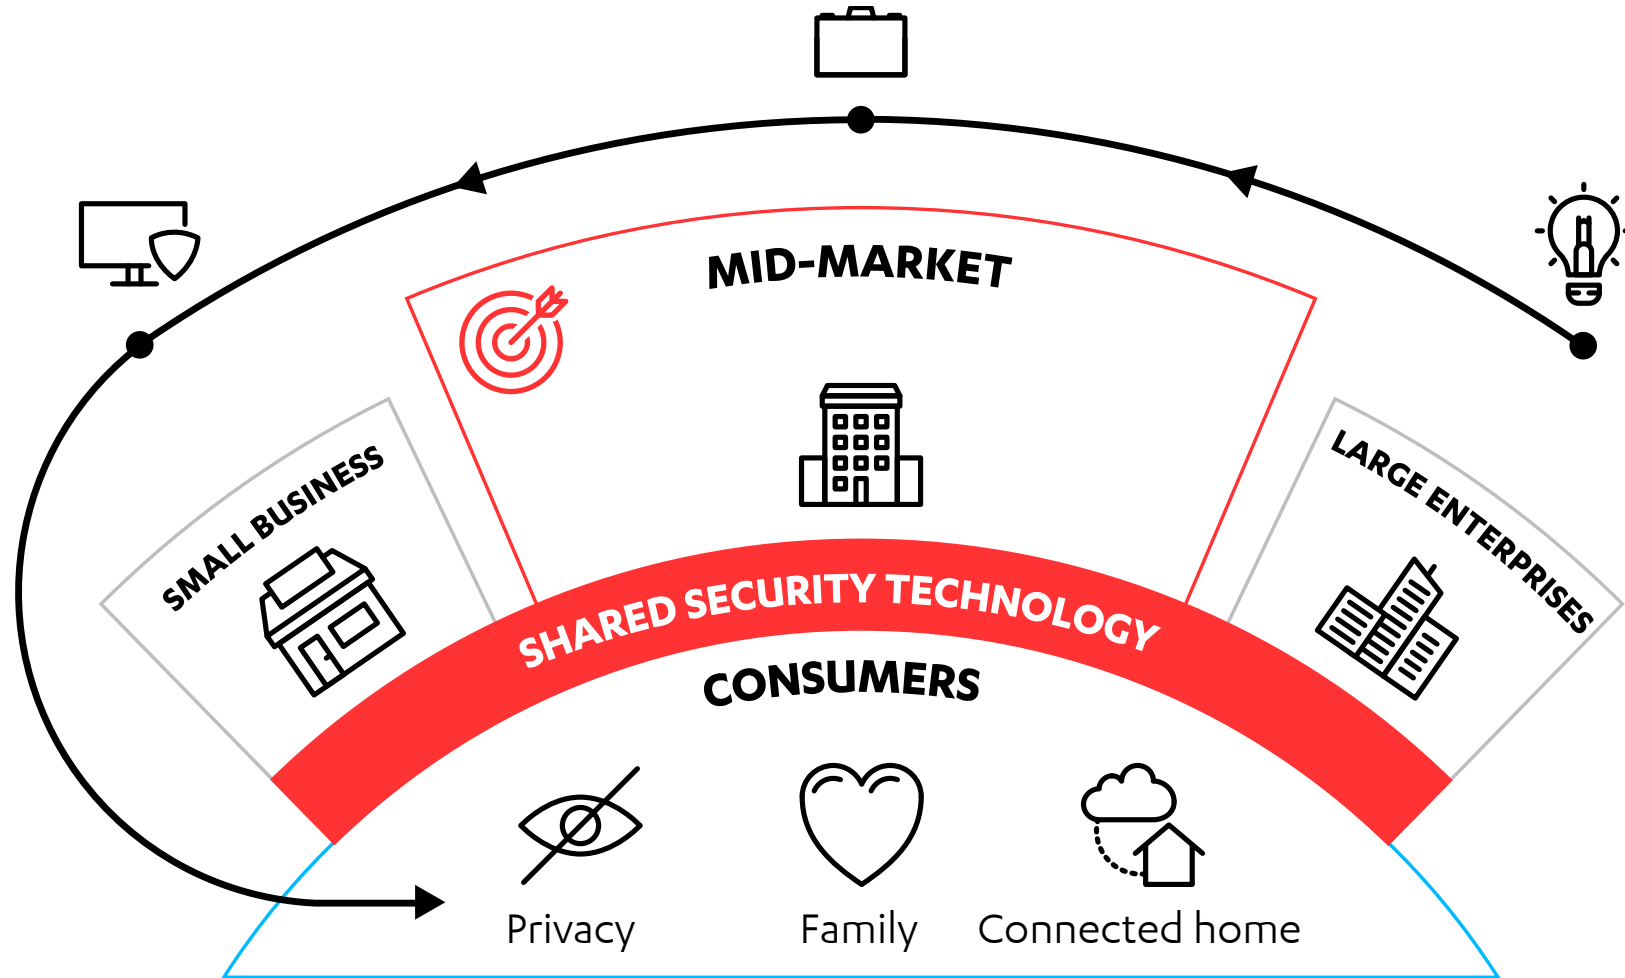 MID-MARKET
SMALL BUSINESS
LARGE ENTERPRISES
SHARED SECURITY TECHNOLOGY
CONSUMERS
Privacy
Family
Connected home